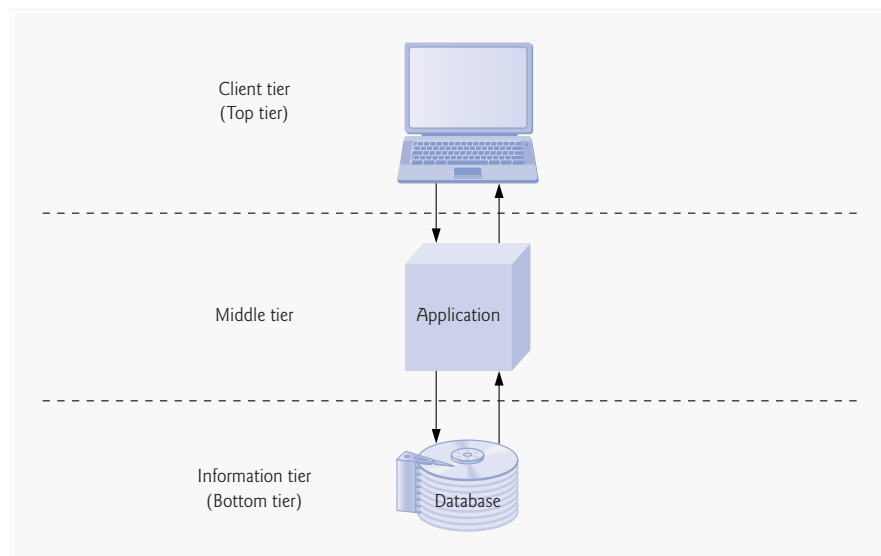 Client tier
(Top tier)
Middle tier
Application
Information tier
(Bottom tier)
Database